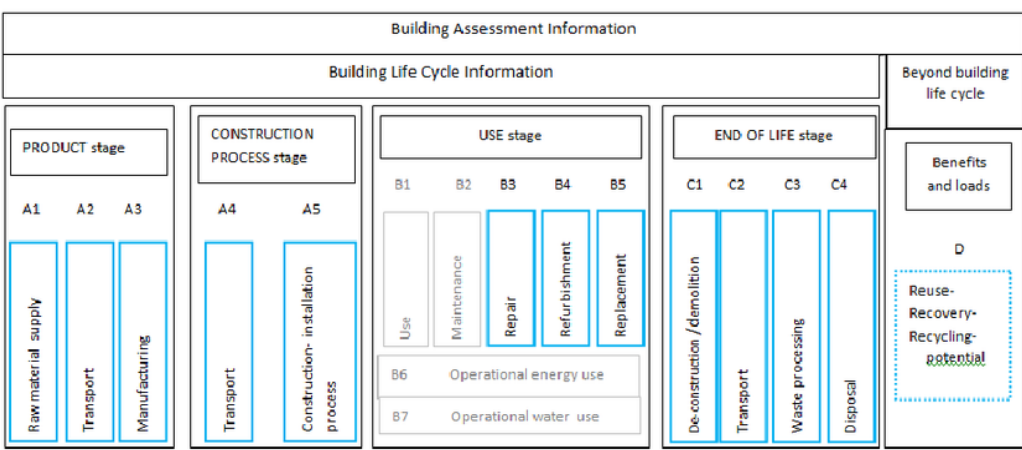 Building Assessment Information
Building Life Cycle Information
Beyond building
life cycle
PRODUCT stage
CONSTRUCTION
PROCESS stage
USE stage
END OF LIFE stage
Benefits
and loads
A1 A2 A3
A4 A5
B1 B2 B3 B4 B5
C1 C2 C3 C4
D
Raw material supply
Transport
Manufacturing
Transport
Construction- installation
process
Use
Maintenance
Repair
Refurbishment
Replacement
B6 Operational energy use
B7 Operational water use
De-construction /demolition
Transport
Waste processing
Disposal
Reuse-
Recovery-
Recycling-
potential